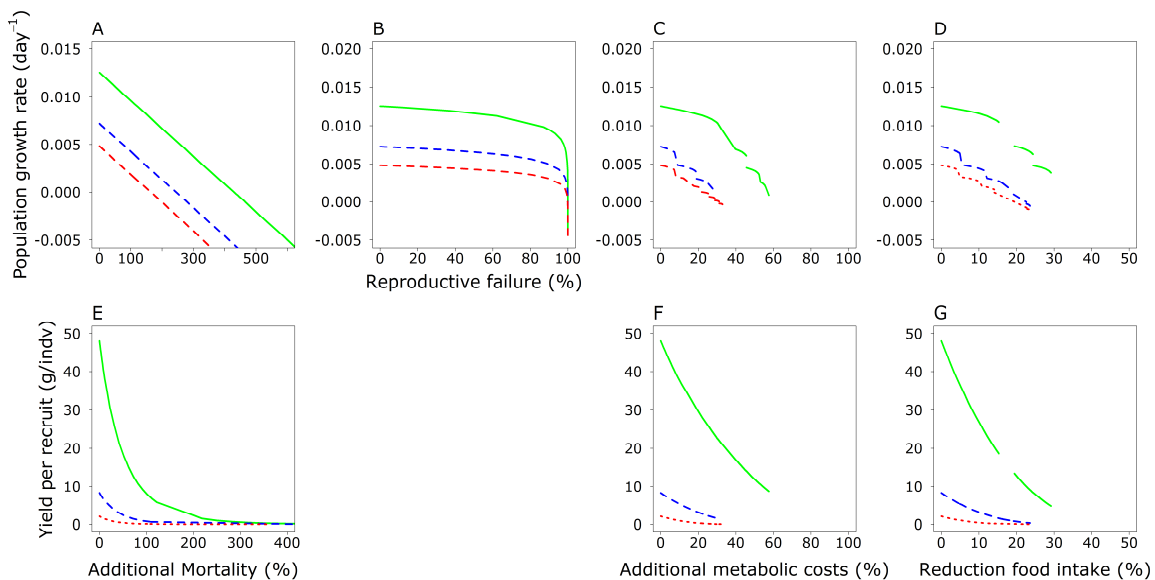 A
B
C
D
Population growth rate (day⁻¹)
0.015
0.010
0.005
0.000
-0.005
0 100 300 500
0.020
0.015
0.010
0.005
0.000
-0.005
0 20 40 60 80 100
Reproductive failure (%)
0.020
0.015
0.010
0.005
0.000
-0.005
0 20 40 60 80 100
0.020
0.015
0.010
0.005
0.000
-0.005
0 10 20 30 40 50
E
F
G
Yield per recruit (g/indv)
50
40
30
20
10
0
0 100 200 300 400
Additional Mortality (%)
50
40
30
20
10
0
0 20 40 60 80 100
Additional metabolic costs (%)
50
40
30
20
10
0
0 10 20 30 40 50
Reduction food intake (%)